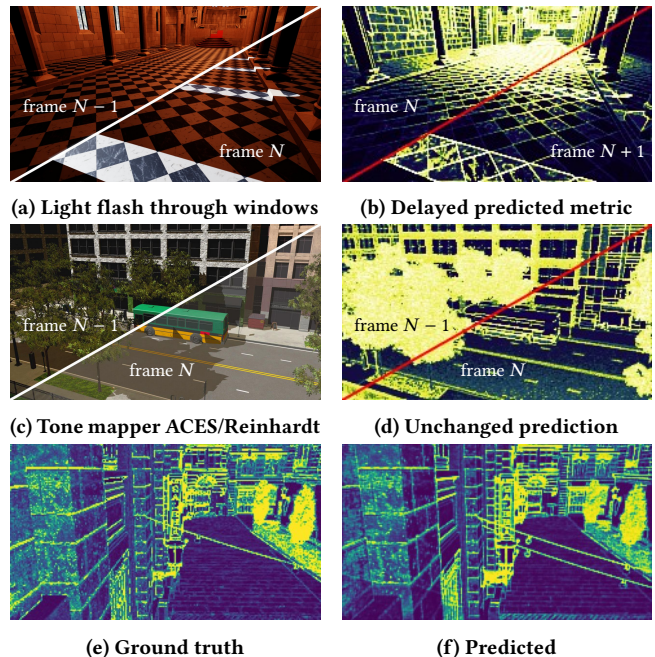 frame N − 1
frame N
frame N
frame N + 1
(a) Light flash through windows
(b) Delayed predicted metric
frame N − 1
frame N
frame N − 1
frame N
(c) Tone mapper ACES/Reinhardt
(d) Unchanged prediction
(e) Ground truth
(f) Predicted